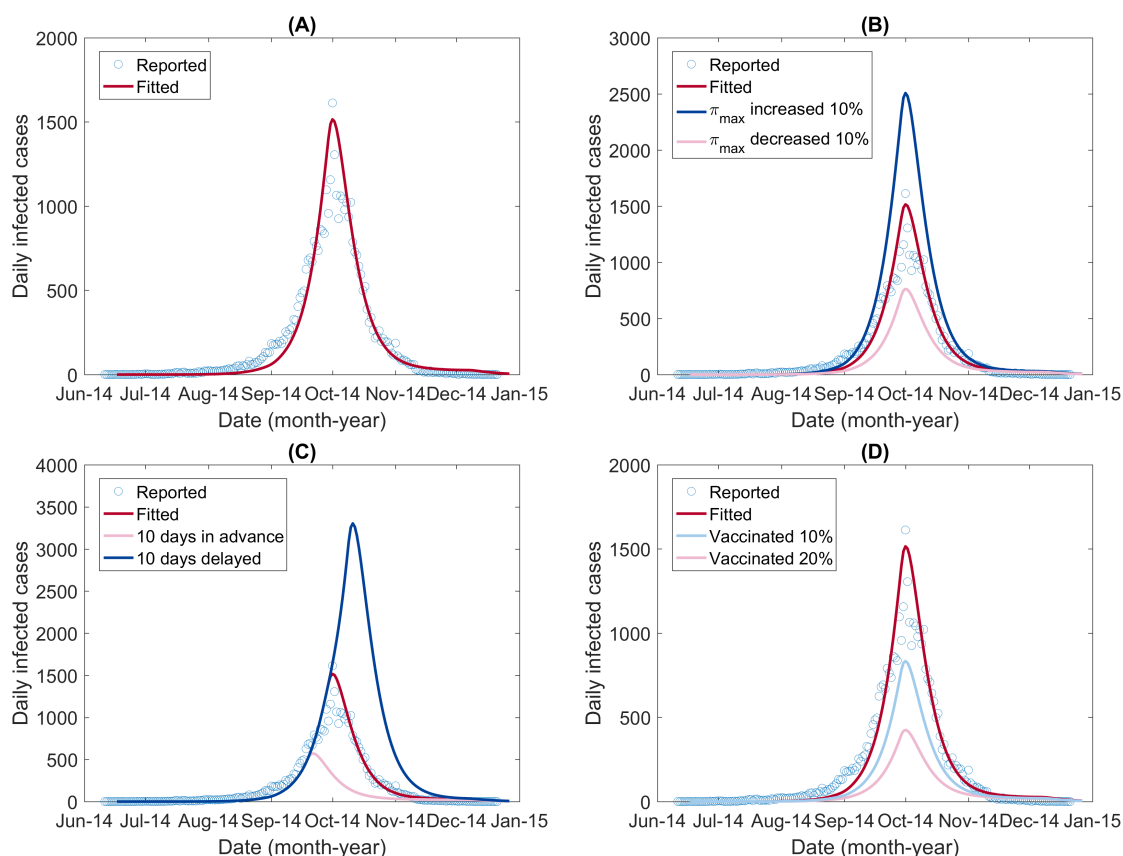 (A)
2000
1500
1000
500
0
Daily infected cases
Reported
Fitted
Jun-14 Jul-14 Aug-14 Sep-14 Oct-14 Nov-14 Dec-14 Jan-15
Date (month-year)
(B)
3000
2500
2000
1500
1000
500
0
Daily infected cases
Reported
Fitted
π_max increased 10%
π_max decreased 10%
Jun-14 Jul-14 Aug-14 Sep-14 Oct-14 Nov-14 Dec-14 Jan-15
Date (month-year)
(C)
4000
3500
3000
2500
2000
1500
1000
500
0
Daily infected cases
Reported
Fitted
10 days in advance
10 days delayed
Jun-14 Jul-14 Aug-14 Sep-14 Oct-14 Nov-14 Dec-14 Jan-15
Date (month-year)
(D)
2000
1500
1000
500
0
Daily infected cases
Reported
Fitted
Vaccinated 10%
Vaccinated 20%
Jun-14 Jul-14 Aug-14 Sep-14 Oct-14 Nov-14 Dec-14 Jan-15
Date (month-year)